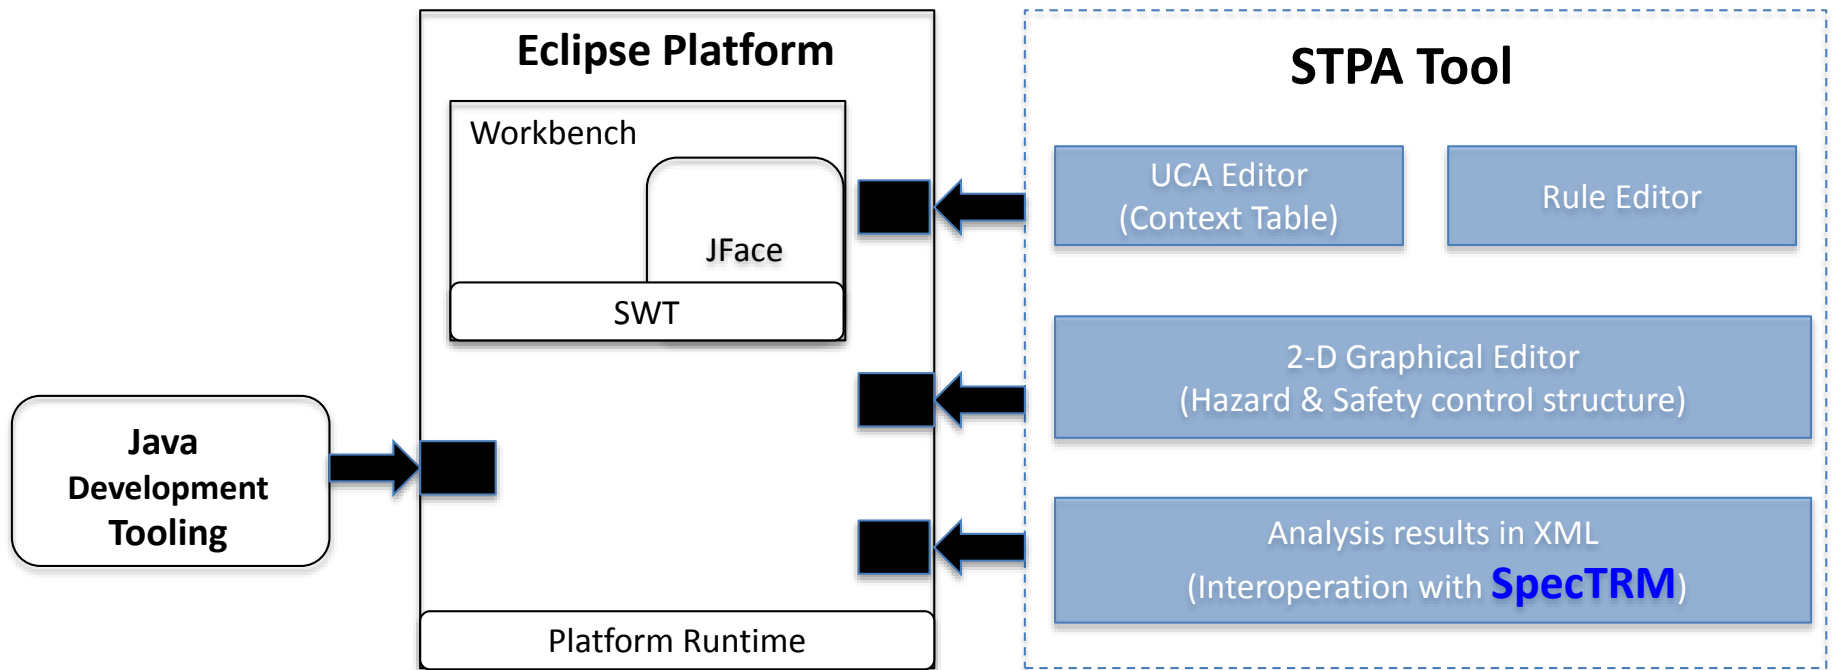 Eclipse Platform
Workbench
JFace
SWT
Platform Runtime
Java
Development
Tooling
STPA Tool
UCA Editor
(Context Table)
Rule Editor
2-D Graphical Editor
(Hazard & Safety control structure)
Analysis results in XML
(Interoperation with SpecTRM)